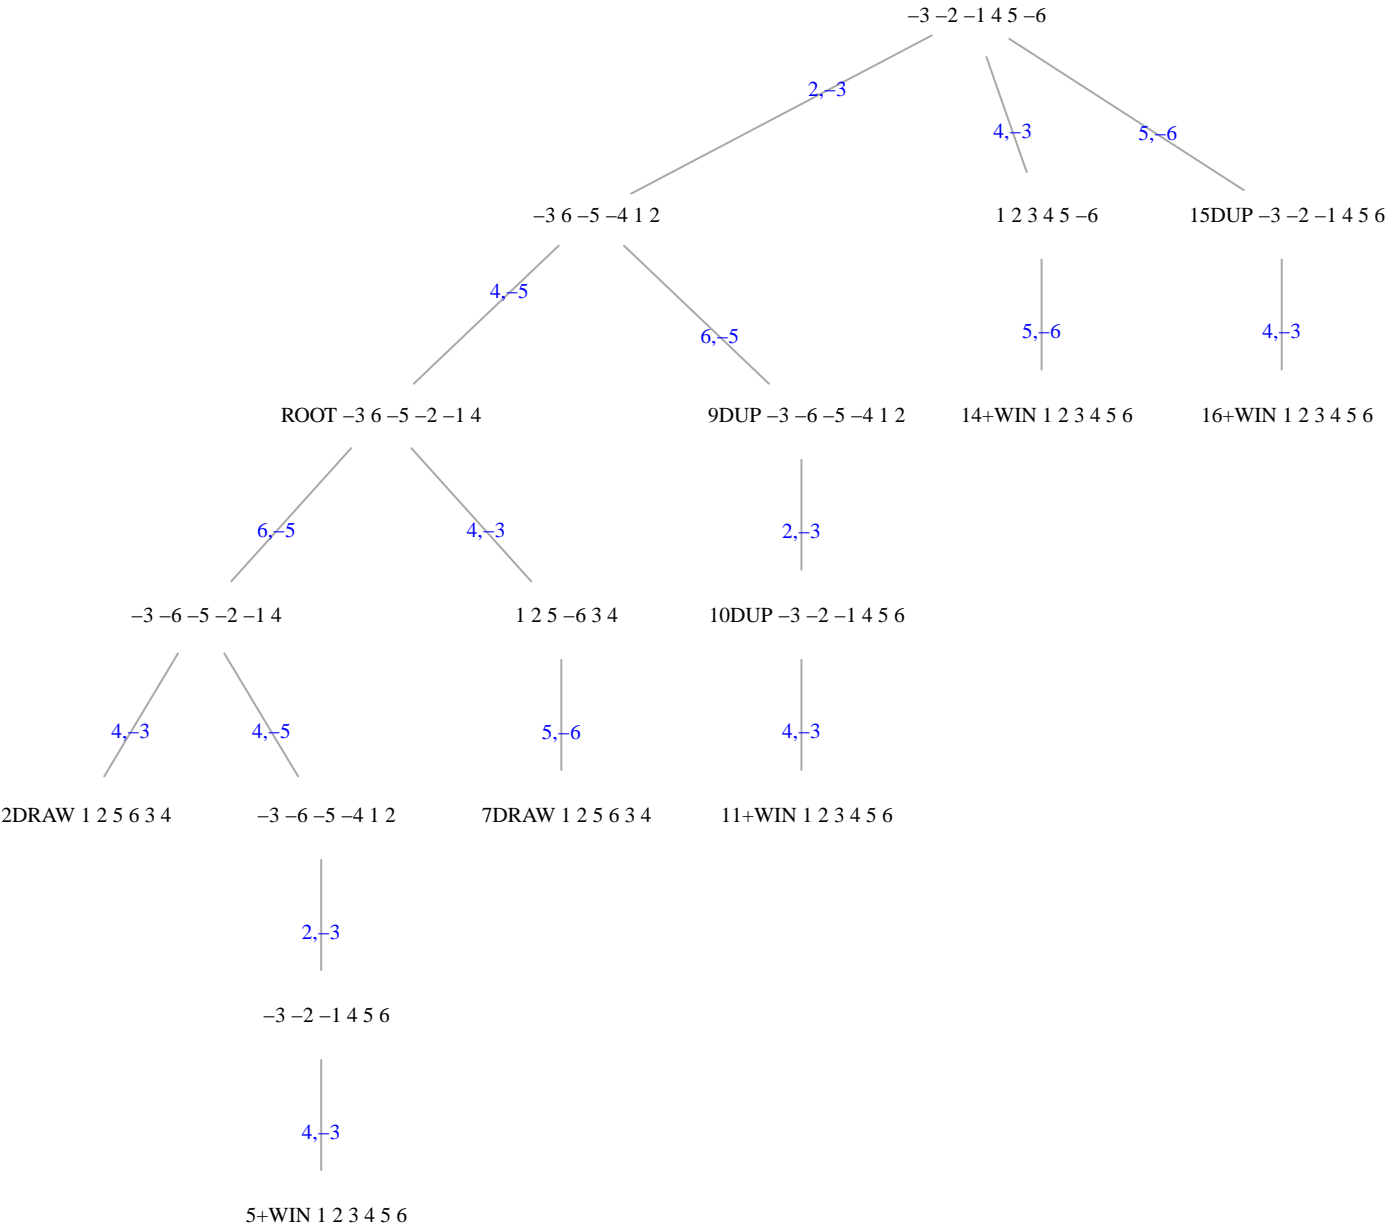 –3 –2 –1 4 5 –6
2,–3
4,–3
5,–6
–3 6 –5 –4 1 2
1 2 3 4 5 –6
15DUP –3 –2 –1 4 5 6
4,–5
6,–5
5,–6
4,–3
ROOT –3 6 –5 –2 –1 4
9DUP –3 –6 –5 –4 1 2
14+WIN 1 2 3 4 5 6
16+WIN 1 2 3 4 5 6
6,–5
4,–3
2,–3
–3 –6 –5 –2 –1 4
1 2 5 –6 3 4
10DUP –3 –2 –1 4 5 6
4,–3
4,–5
5,–6
4,–3
2DRAW 1 2 5 6 3 4
–3 –6 –5 –4 1 2
7DRAW 1 2 5 6 3 4
11+WIN 1 2 3 4 5 6
2,–3
–3 –2 –1 4 5 6
4,–3
5+WIN 1 2 3 4 5 6